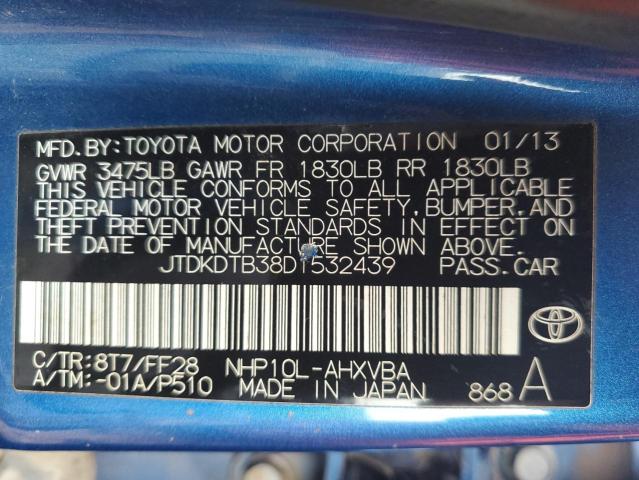 MFD.BY:TOYOTA MOTOR CORPORATION 01/13
GVWR 3475LB GAWR FR 1830LB RR 1830LB
THIS VEHICLE CONFORMS TO ALL APPLICABLE
FEDERAL MOTOR VEHICLE SAFETY,BUMPER,AND
THEFT PREVENTION STANDARDS IN EFFECT ON
THE DATE OF MANUFACTURE SHOWN ABOVE.
JTDKDTB38D1532439 PASS.CAR
C/TR:8T7/FF28 NHP10L-AHXVBA
A/TM:-01A/P510 MADE IN JAPAN 868 A